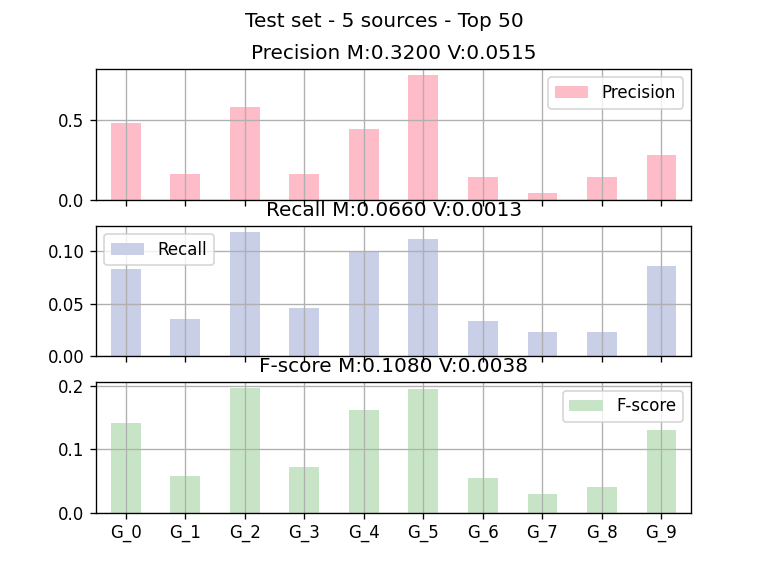 Test set - 5 sources - Top 50
Precision M:0.3200 V:0.0515
0.5
0.0
Precision
Recall M:0.0660 V:0.0013
0.10
0.05
0.00
Recall
F-score M:0.1080 V:0.0038
0.2
0.1
0.0
F-score
G_0 G_1 G_2 G_3 G_4 G_5 G_6 G_7 G_8 G_9